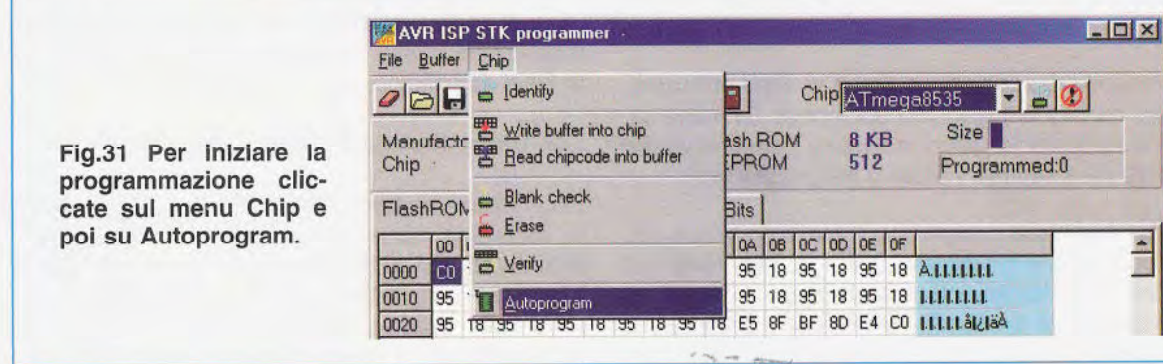 Fig.31 Per iniziare la
programmazione clic-
cate sul menu Chip e
poi su Autoprogram.
AVR ISP STK programmer
File Buffer Chip
Chip ATmega8535
Identify
Write buffer into chip
Read chipcode into buffer
Blank check
Erase
Verify
Autoprogram
Manufact
Chip
ash ROM 8 KB
EPROM 512
Size
Programmed:0
FlashROM
Bits
00 0A 0B 0C 0D 0E 0F
0000 C0 95 18 95 18 95 18
0010 95 95 18 95 18 95 18
0020 95 18 95 18 95 18 95 18 95 18 E5 8F BF 8D E4 C0